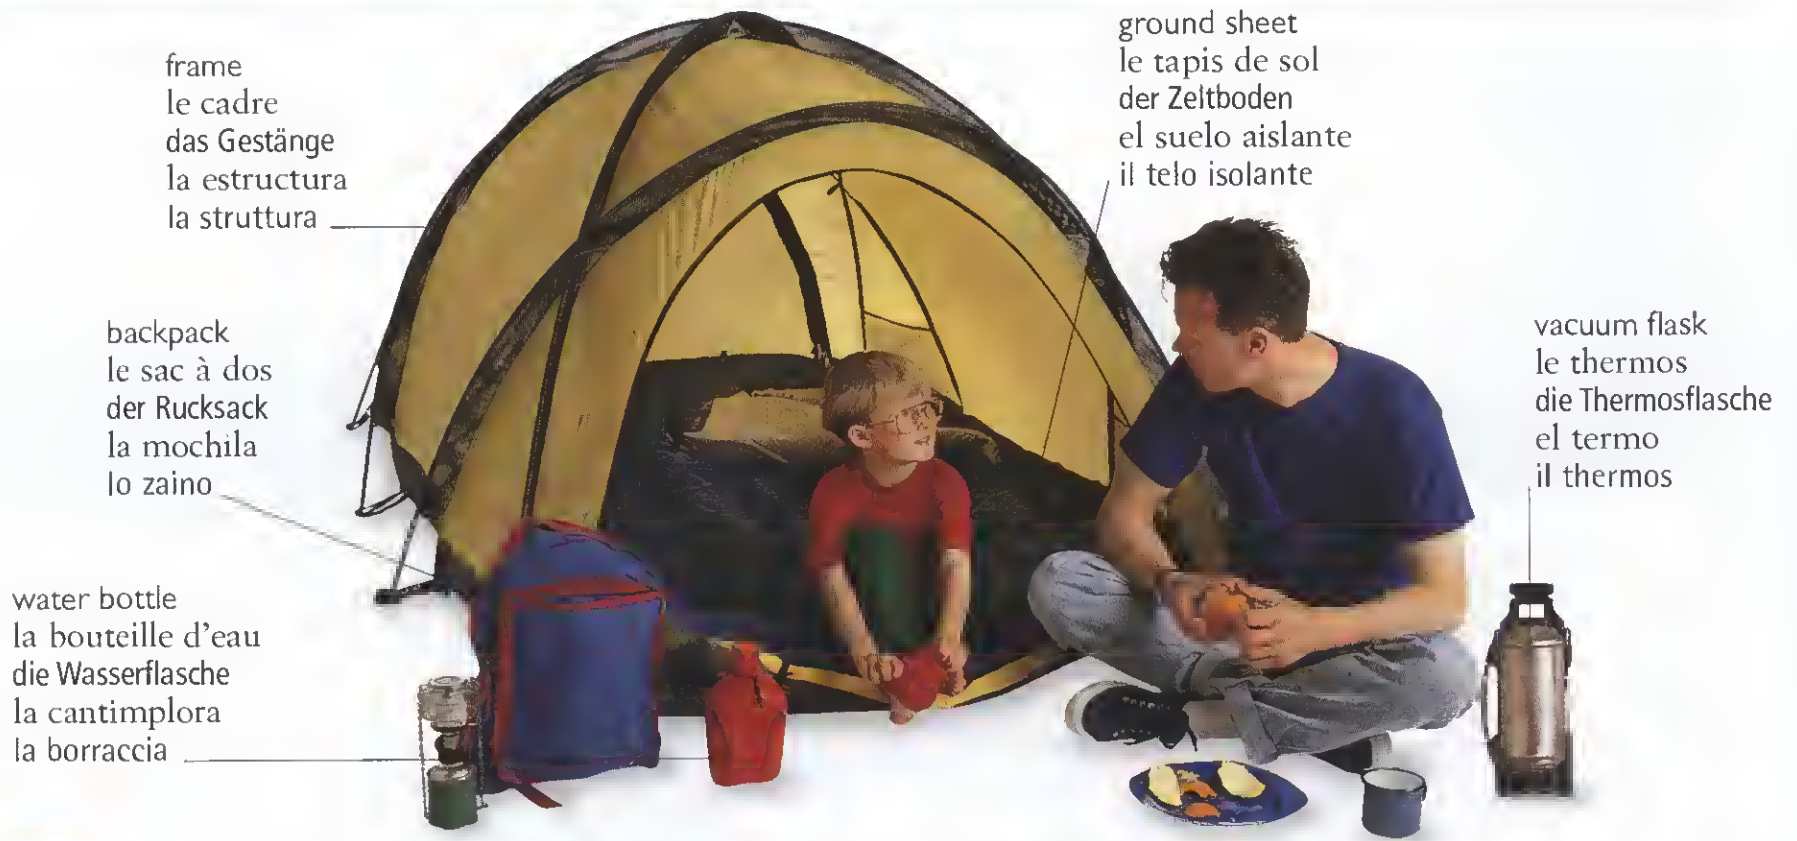 frame
le cadre
das Gestänge
la estructura
la struttura
ground sheet
le tapis de sol
der Zeltboden
el suelo aislante
il telo isolante
backpack
le sac à dos
der Rucksack
la mochila
lo zaino
vacuum flask
le thermos
die Thermosflasche
el termo
il thermos
water bottle
la bouteille d'eau
die Wasserflasche
la cantimplora
la borraccia